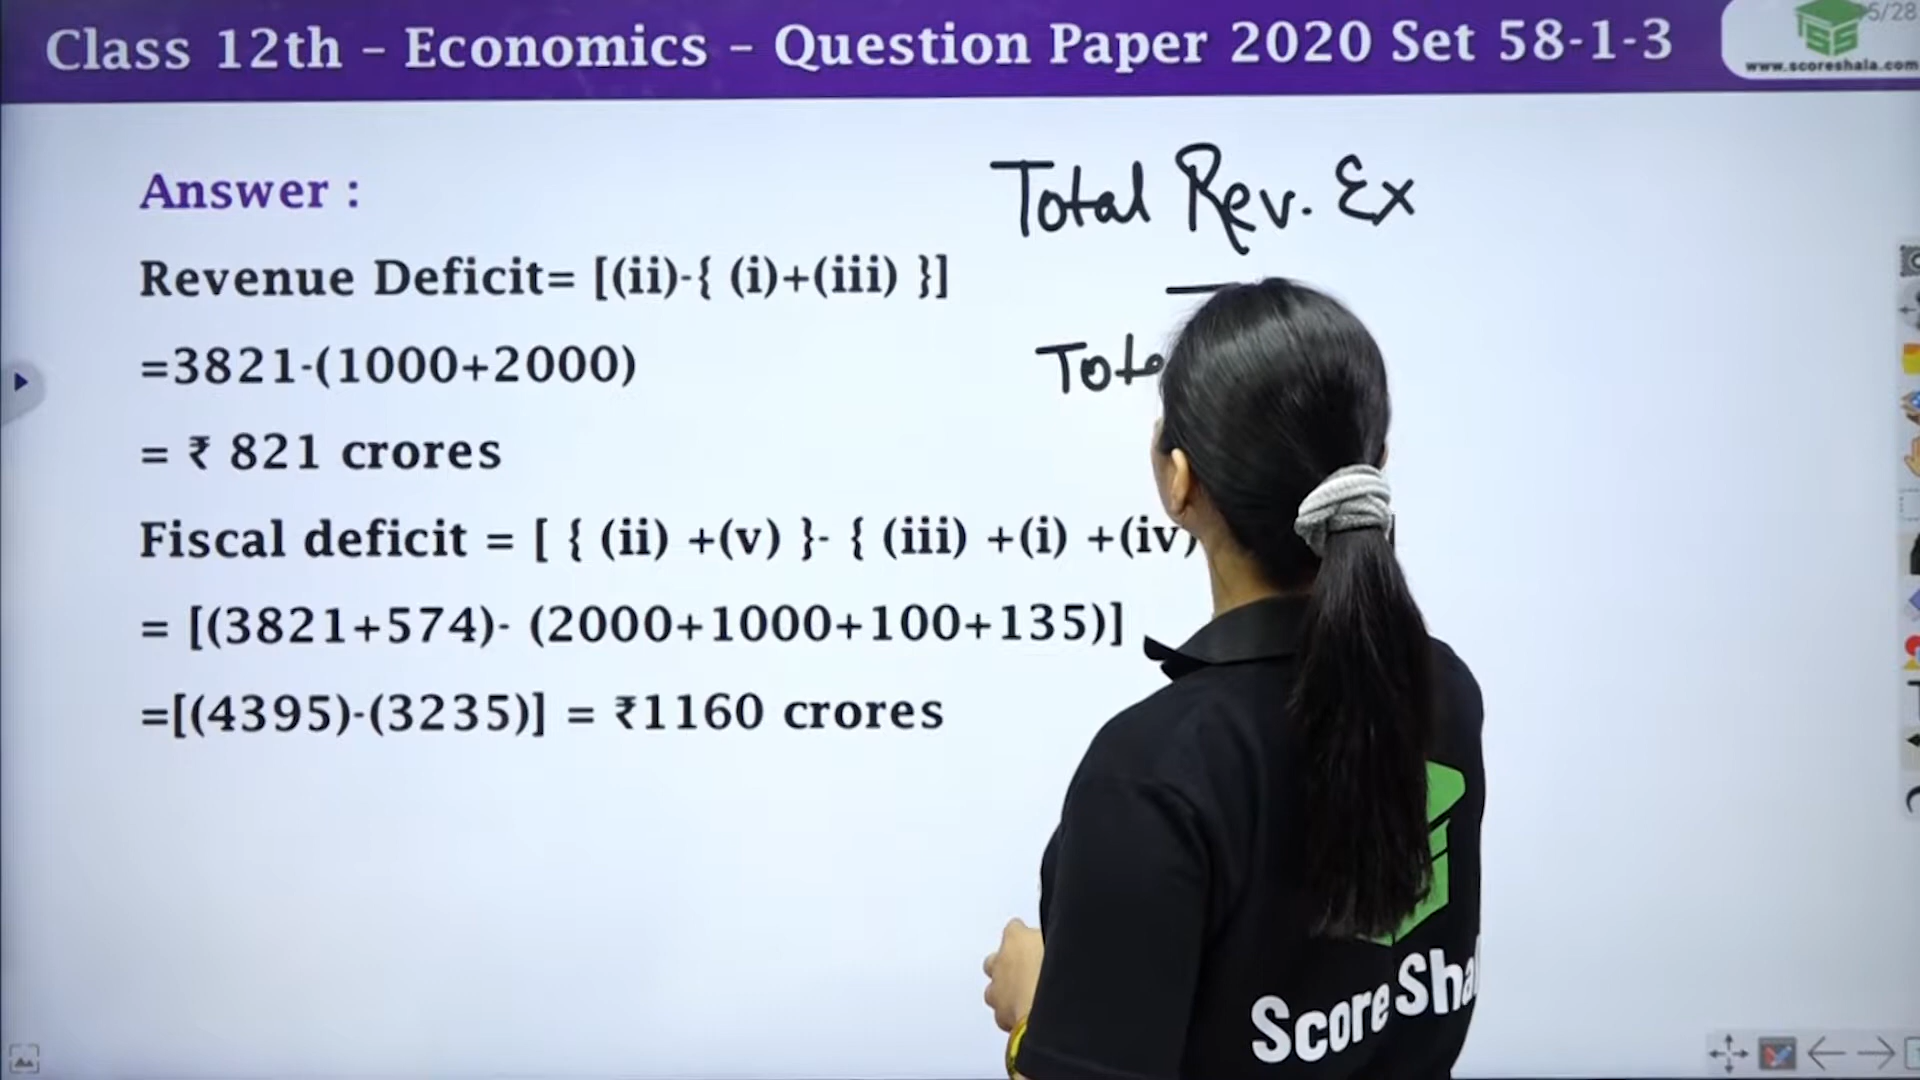 Class 12th – Economics – Question Paper 2020 Set 58-1-3
5/28
www.scoreshala.com
Answer :
Total Rev. Ex
Revenue Deficit= [(ii)-{ (i)+(iii) }]
—
=3821-(1000+2000)
= ₹ 821 crores
Fiscal deficit = [ { (ii) +(v) }- { (iii) +(i) +(iv)
= [(3821+574)- (2000+1000+100+135)]
=[(4395)-(3235)] = ₹1160 crores
Score